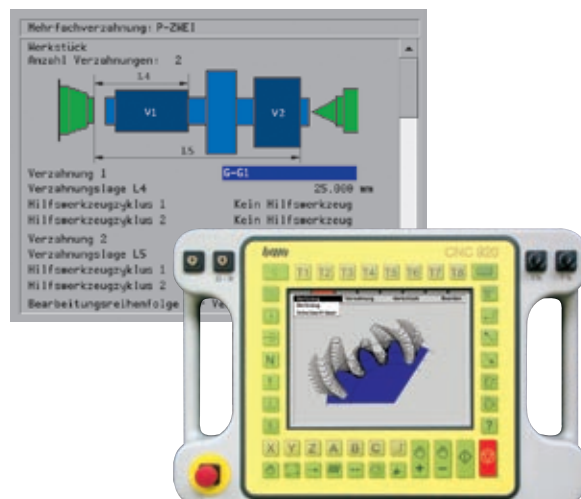 Mehrfachverzahnung: P-ZWEI
Werkstück
Anzahl Verzahnungen: 2
L4
V1 V2
L5
Verzahnung 1 G-G1
Verzahnungslage L4 25.000 mm
Hilfswerkzeugzyklus 1 Kein Hilfswerkzeug
Hilfswerkzeugzyklus 2 Kein Hilfswerkzeug
Verzahnung 2
Verzahnungslage L5
Hilfswerkzeugzyklus 1
Hilfswerkzeugzyklus 2
Bearbeitungsreihenfolge Ve
CNC 920
T1 T2 T3 T4 T5 T6 T7 T8
N
?
X Y Z A B C